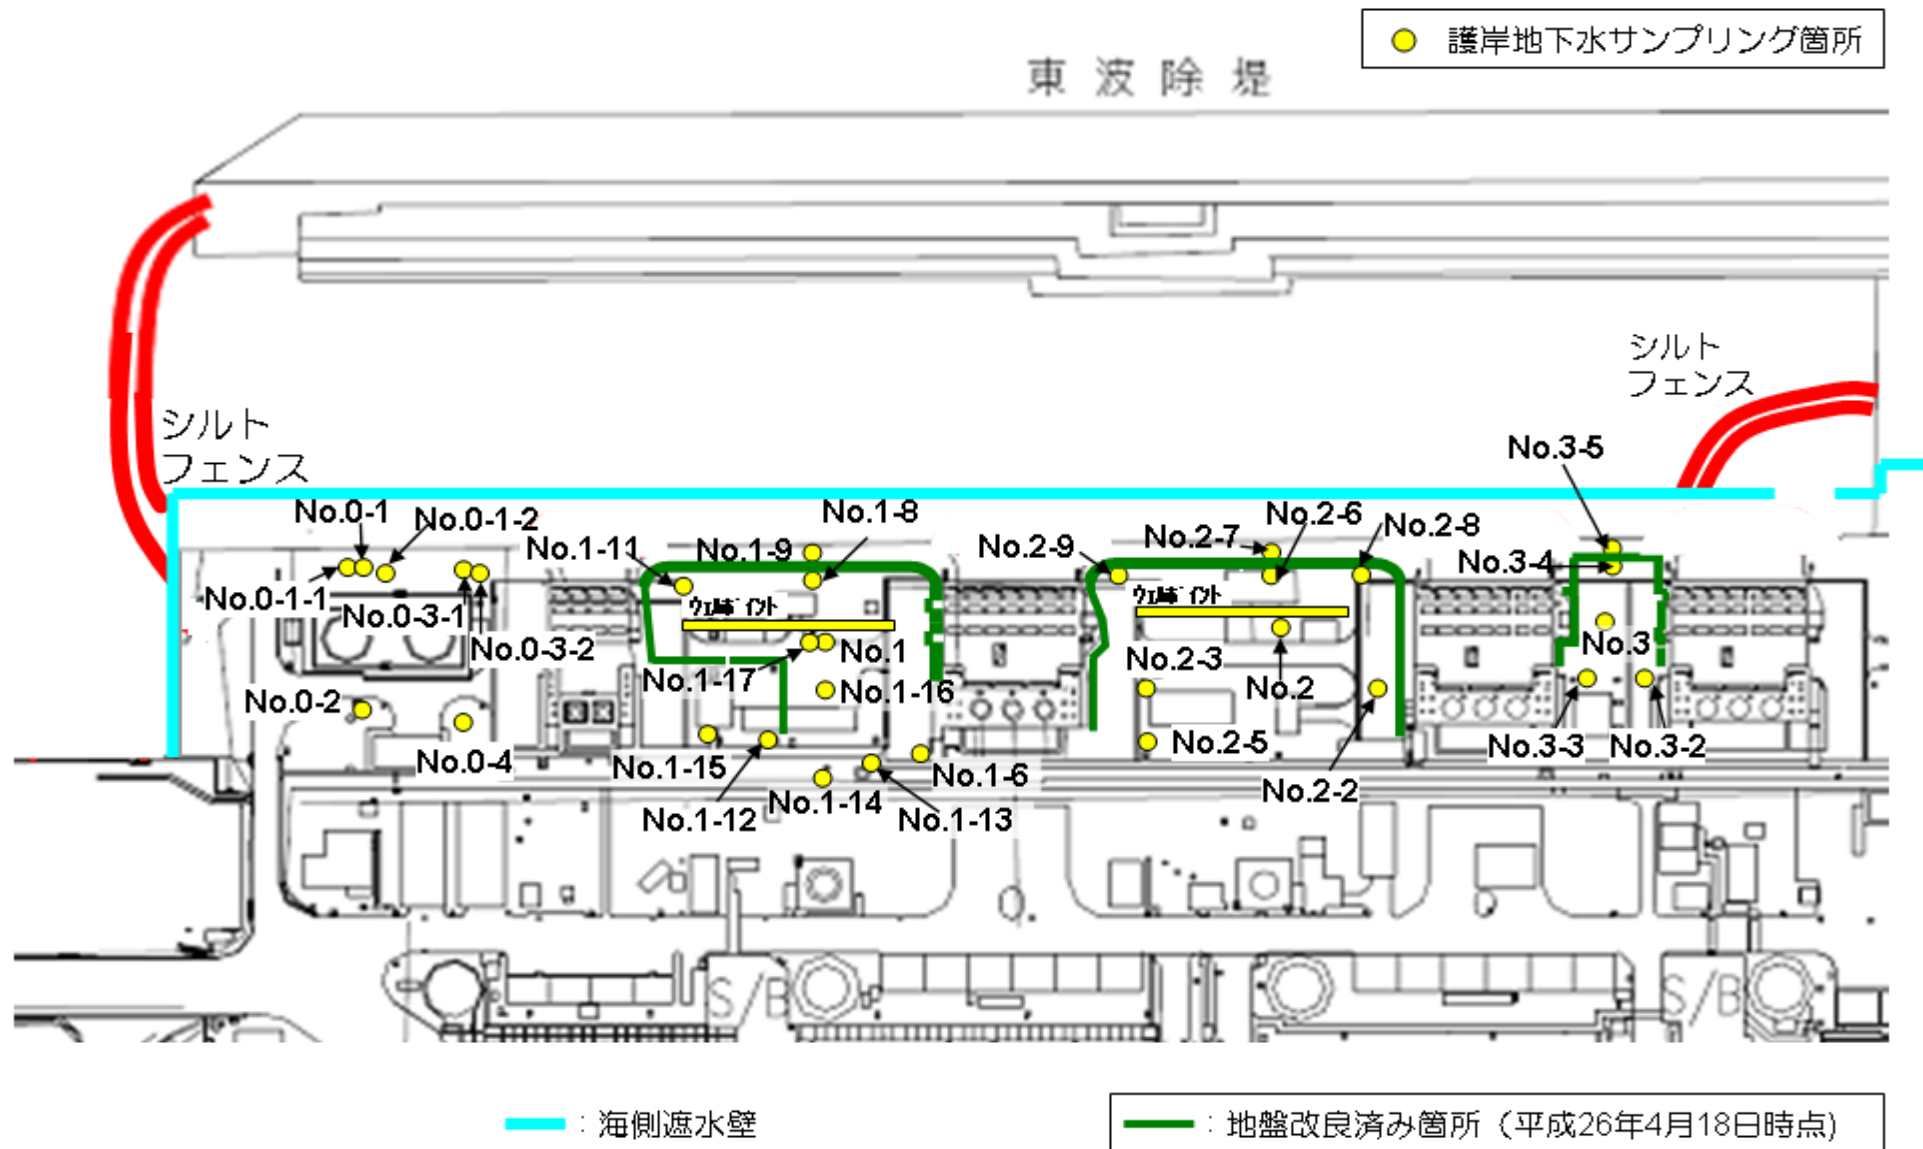 護岸地下水サンプリング箇所
東波除堤
シルト
フェンス
シルト
フェンス
No.3-5
No.0-1
No.0-1-2
No.1-8
No.2-6
No.2-8
No.1-11
No.1-9
No.2-9
No.2-7
No.3-4
No.0-1-1
No.0-3-1
ウェルポイント
ウェルポイント
No.0-3-2
No.1
No.3
No.2-3
No.1-17
No.1-16
No.2
No.0-2
No.0-4
No.1-15
No.1-6
No.2-5
No.3-3
No.3-2
No.1-14
No.2-2
No.1-12
No.1-13
S/B
S/B
：海側遮水壁
：地盤改良済み箇所（平成26年4月18日時点)